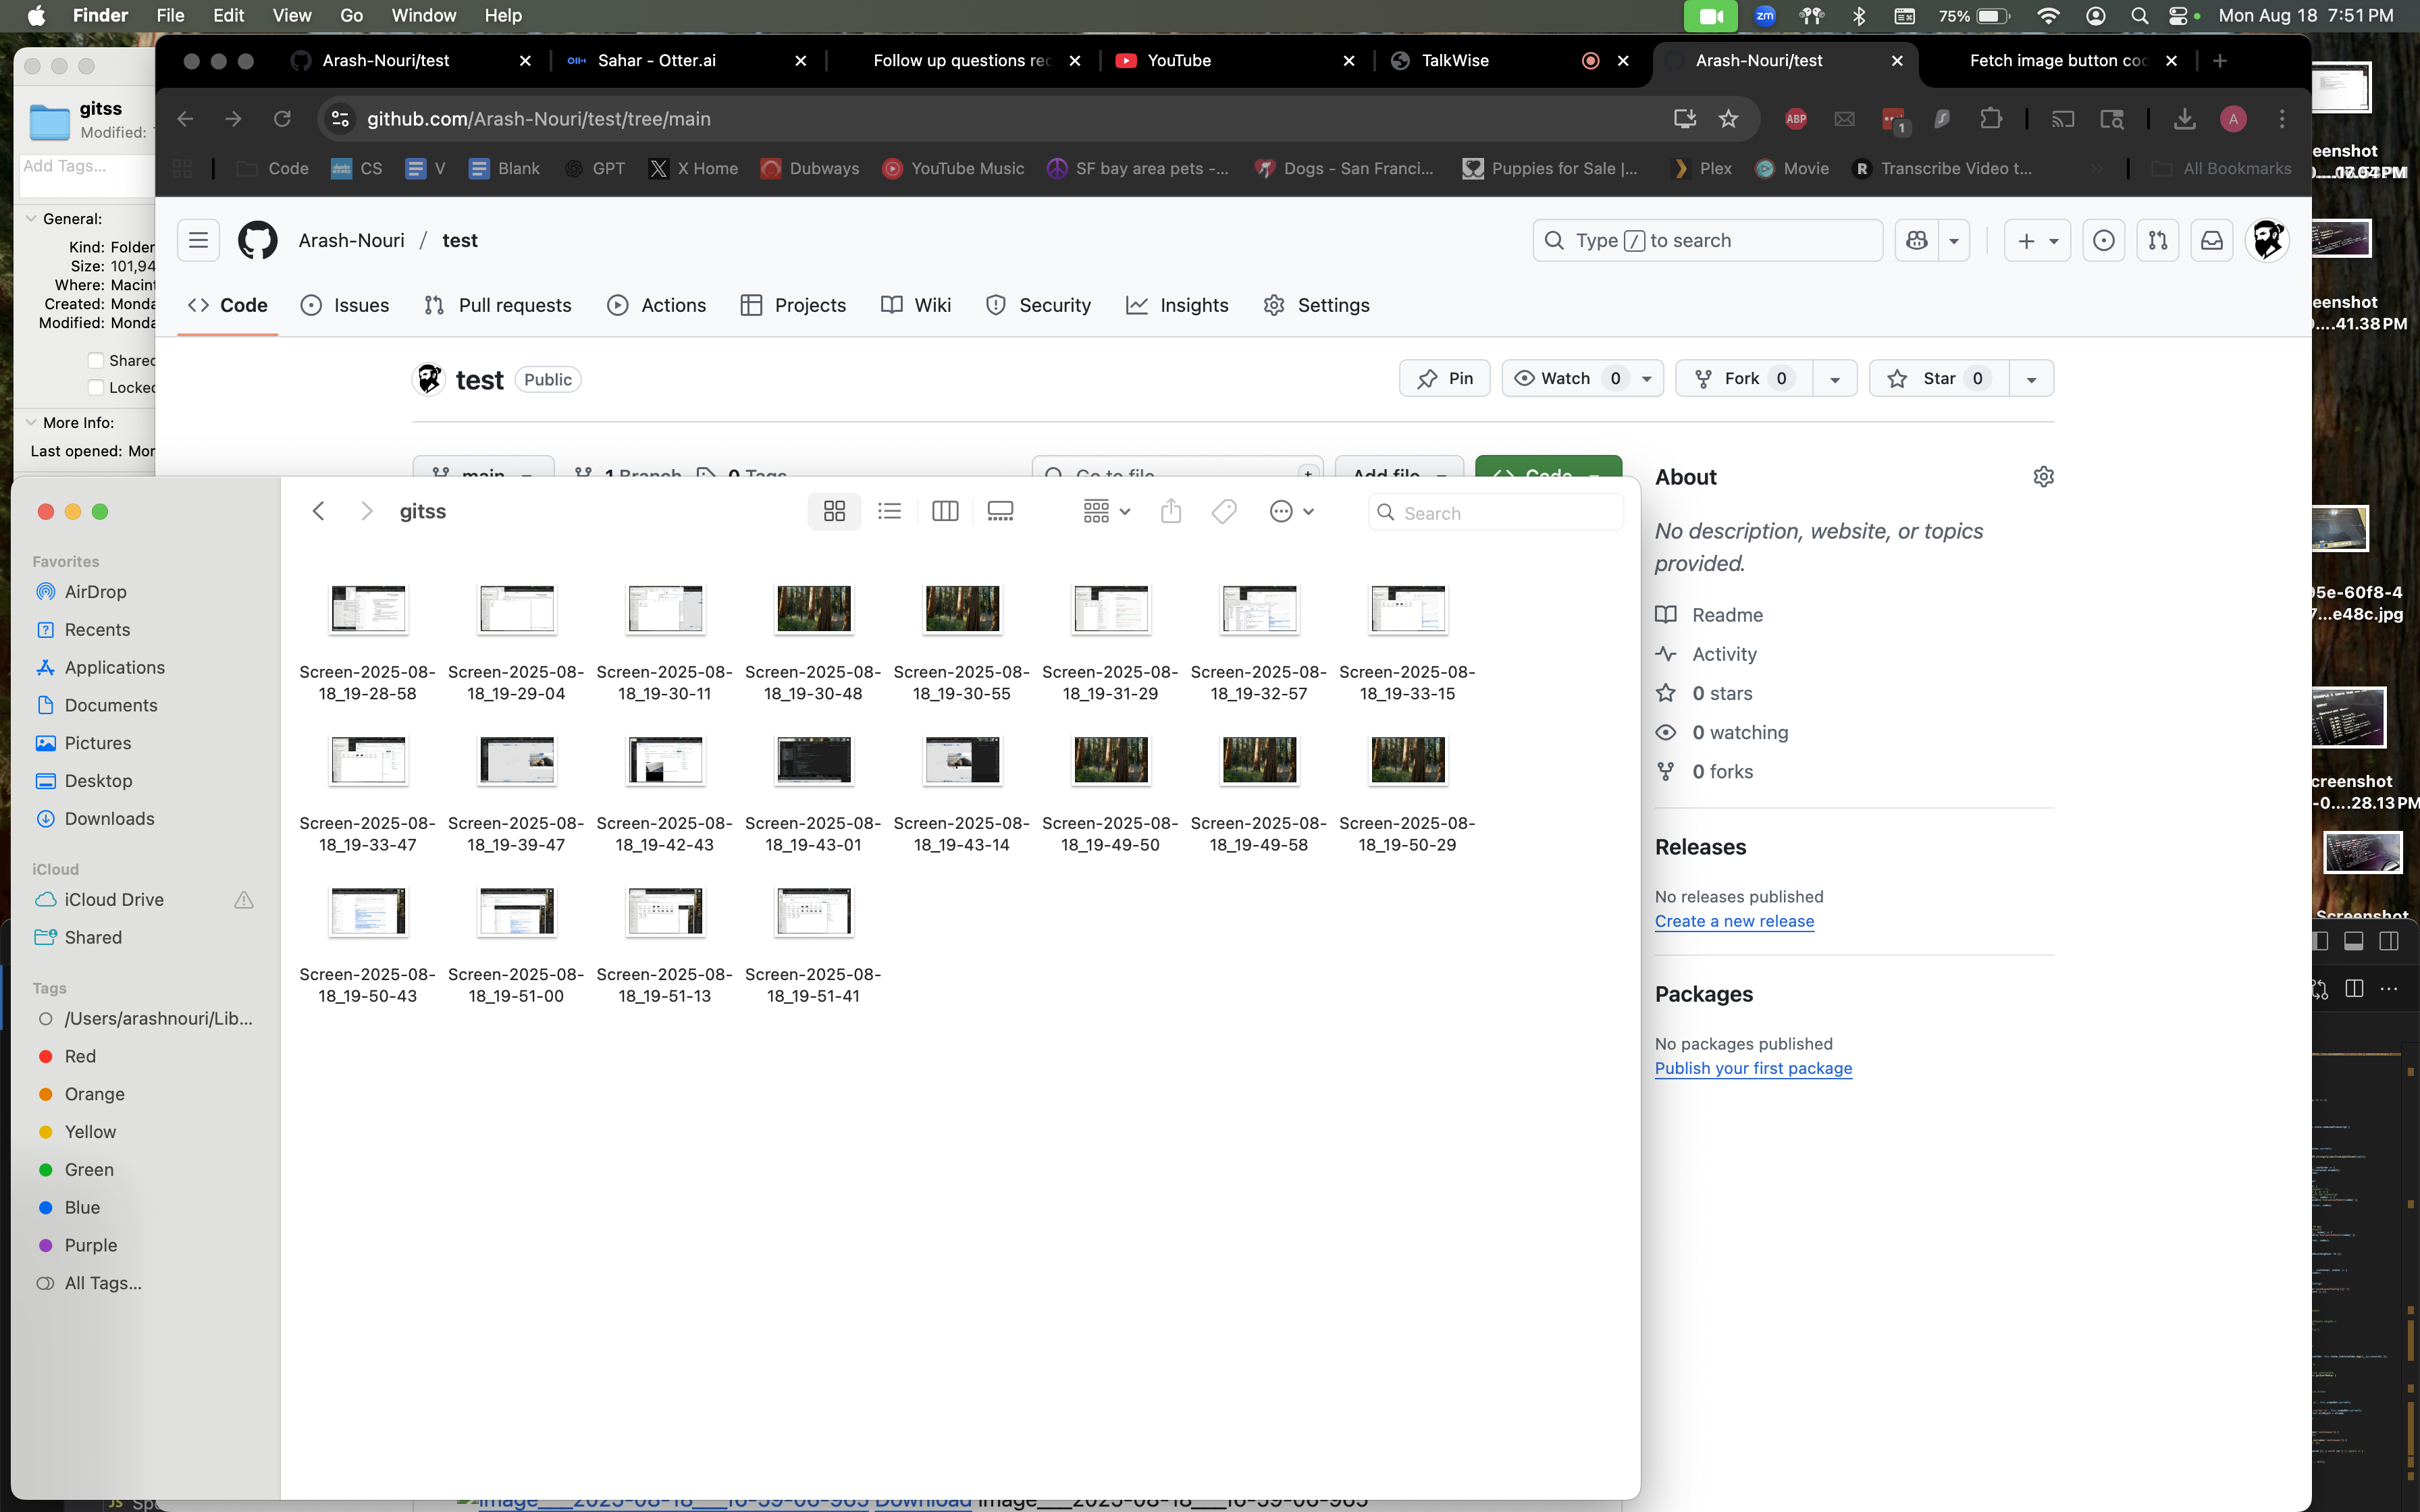 Finder File Edit View Go Window Help
zm 75% Mon Aug 18 7:51 PM
Arash-Nouri/test Sahar - Otter.ai Follow up questions rec YouTube TalkWise Arash-Nouri/test Fetch image button coc
github.com/Arash-Nouri/test/tree/main
ABP 1 A
Code CS V Blank GPT X Home Dubways YouTube Music SF bay area pets -... Dogs - San Franci... Puppies for Sale |... Plex Movie R Transcribe Video t... All Bookmarks
gitss
Modified:
Add Tags...
General:
Kind: Folder
Size: 101,94
Where: Macint
Created: Monda
Modified: Monda
Shared
Locked
More Info:
Last opened: Mon
Arash-Nouri / test
Type / to search
Code Issues Pull requests Actions Projects Wiki Security Insights Settings
test Public
Pin Watch 0 Fork 0 Star 0
main 1 Branch 0 Tags Go to file t Add file Code
About
No description, website, or topics
provided.
Readme
Activity
0 stars
0 watching
0 forks
Releases
No releases published
Create a new release
Packages
No packages published
Publish your first package
gitss
Search
Favorites
AirDrop
Recents
Applications
Documents
Pictures
Desktop
Downloads
iCloud
iCloud Drive
Shared
Tags
/Users/arashnouri/Lib...
Red
Orange
Yellow
Green
Blue
Purple
All Tags...
Screen-2025-08- Screen-2025-08- Screen-2025-08- Screen-2025-08- Screen-2025-08- Screen-2025-08- Screen-2025-08- Screen-2025-08-
18_19-28-58 18_19-29-04 18_19-30-11 18_19-30-48 18_19-30-55 18_19-31-29 18_19-32-57 18_19-33-15
Screen-2025-08- Screen-2025-08- Screen-2025-08- Screen-2025-08- Screen-2025-08- Screen-2025-08- Screen-2025-08- Screen-2025-08-
18_19-33-47 18_19-39-47 18_19-42-43 18_19-43-01 18_19-43-14 18_19-49-50 18_19-49-58 18_19-50-29
Screen-2025-08- Screen-2025-08- Screen-2025-08- Screen-2025-08-
18_19-50-43 18_19-51-00 18_19-51-13 18_19-51-41
eenshot
eenshot
0....41.38 PM
95e-60f8-4
7...e48c.jpg
creenshot
-0....28.13 PM
Screenshot
JS Spe
image___2025-08-18___16-39-06-965 Download image___2025-08-18___16-39-06-965